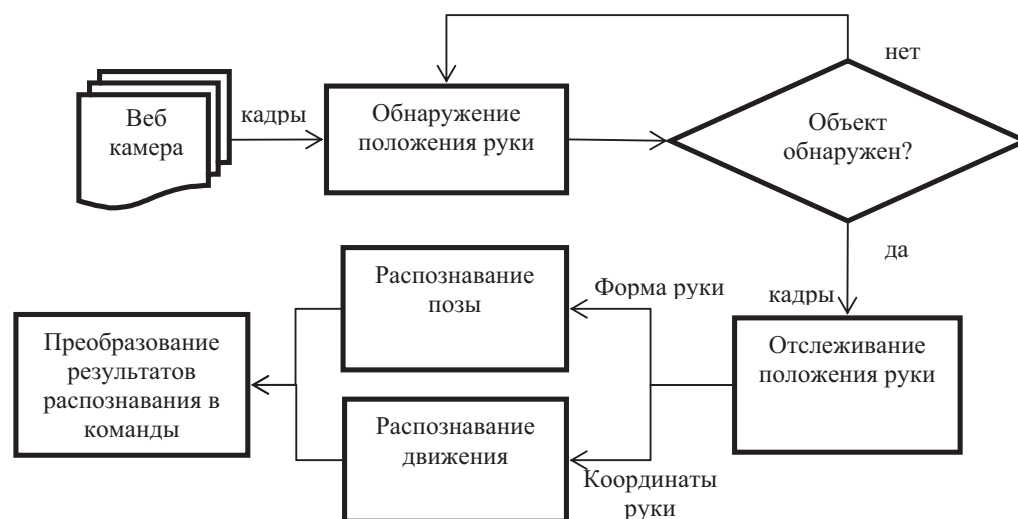 нет
Веб
камера
кадры
Обнаружение
положения руки
Объект
обнаружен?
да
кадры
Распознавание
позы
Форма руки
Отслеживание
положения руки
Преобразование
результатов
распознавания в
команды
Распознавание
движения
Координаты
руки